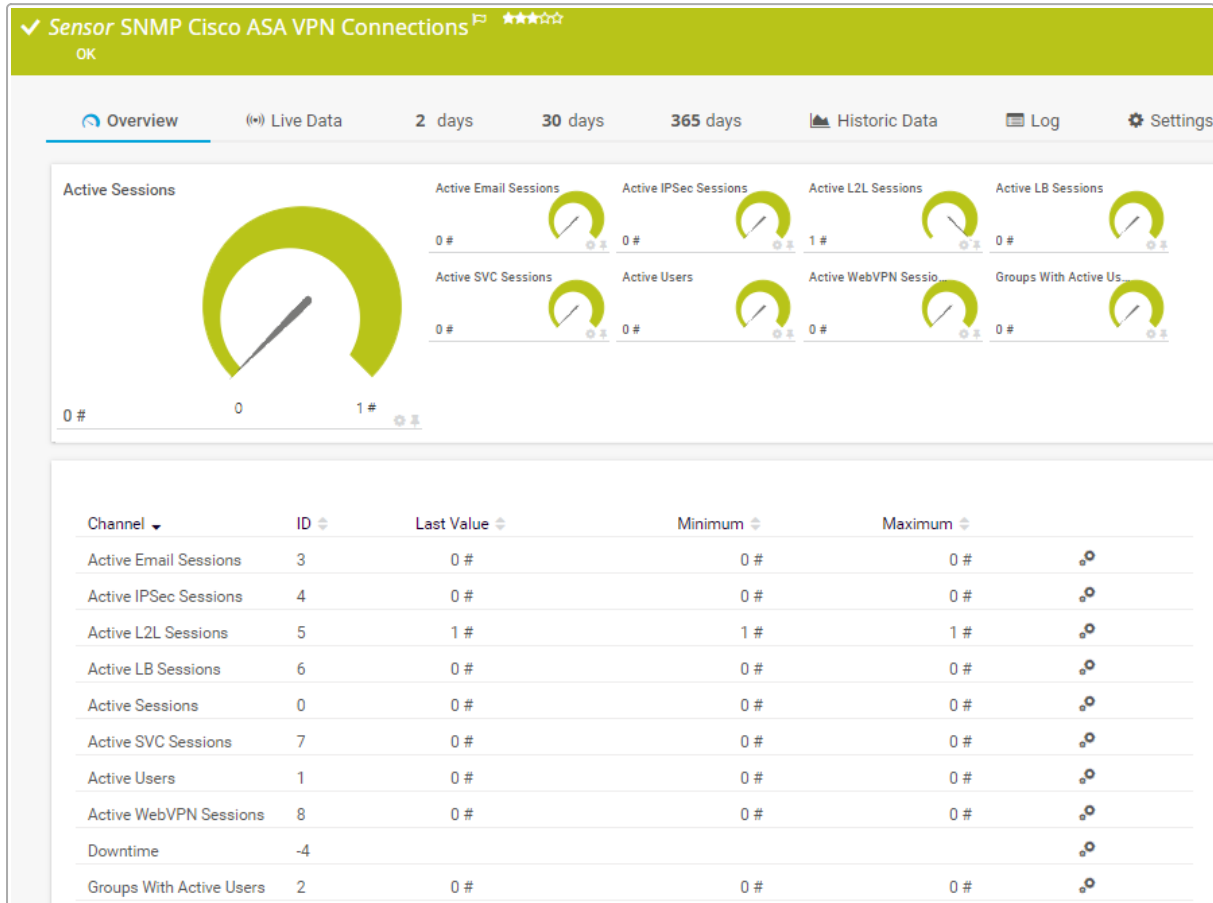 Sensor SNMP Cisco ASA VPN Connections
OK
Overview Live Data 2 days 30 days 365 days Historic Data Log Settings
Active Sessions
0 #
0 1 #
Active Email Sessions
0 #
Active IPSec Sessions
0 #
Active L2L Sessions
1 #
Active LB Sessions
0 #
Active SVC Sessions
0 #
Active Users
0 #
Active WebVPN Sessio...
0 #
Groups With Active Us...
0 #
Channel ID Last Value Minimum Maximum
Active Email Sessions 3 0 # 0 # 0 #
Active IPSec Sessions 4 0 # 0 # 0 #
Active L2L Sessions 5 1 # 1 # 1 #
Active LB Sessions 6 0 # 0 # 0 #
Active Sessions 0 0 # 0 # 0 #
Active SVC Sessions 7 0 # 0 # 0 #
Active Users 1 0 # 0 # 0 #
Active WebVPN Sessions 8 0 # 0 # 0 #
Downtime -4
Groups With Active Users 2 0 # 0 # 0 #